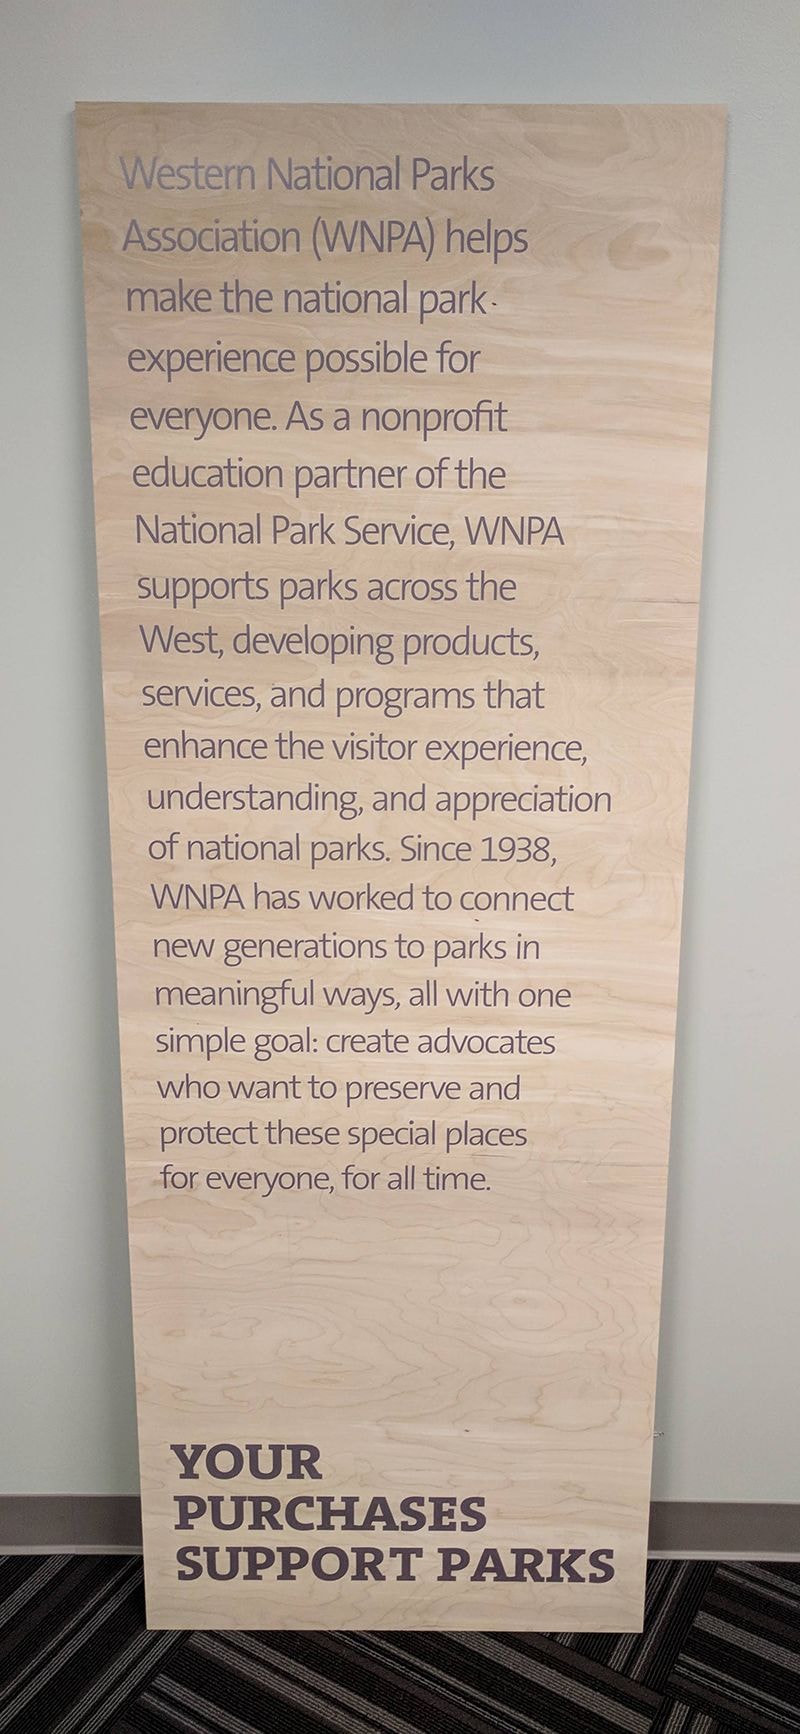 Western National Parks
Association (WNPA) helps
make the national park
experience possible for
everyone. As a nonprofit
education partner of the
National Park Service, WNPA
supports parks across the
West, developing products,
services, and programs that
enhance the visitor experience,
understanding, and appreciation
of national parks. Since 1938,
WNPA has worked to connect
new generations to parks in
meaningful ways, all with one
simple goal: create advocates
who want to preserve and
protect these special places
for everyone, for all time.
YOUR
PURCHASES
SUPPORT PARKS